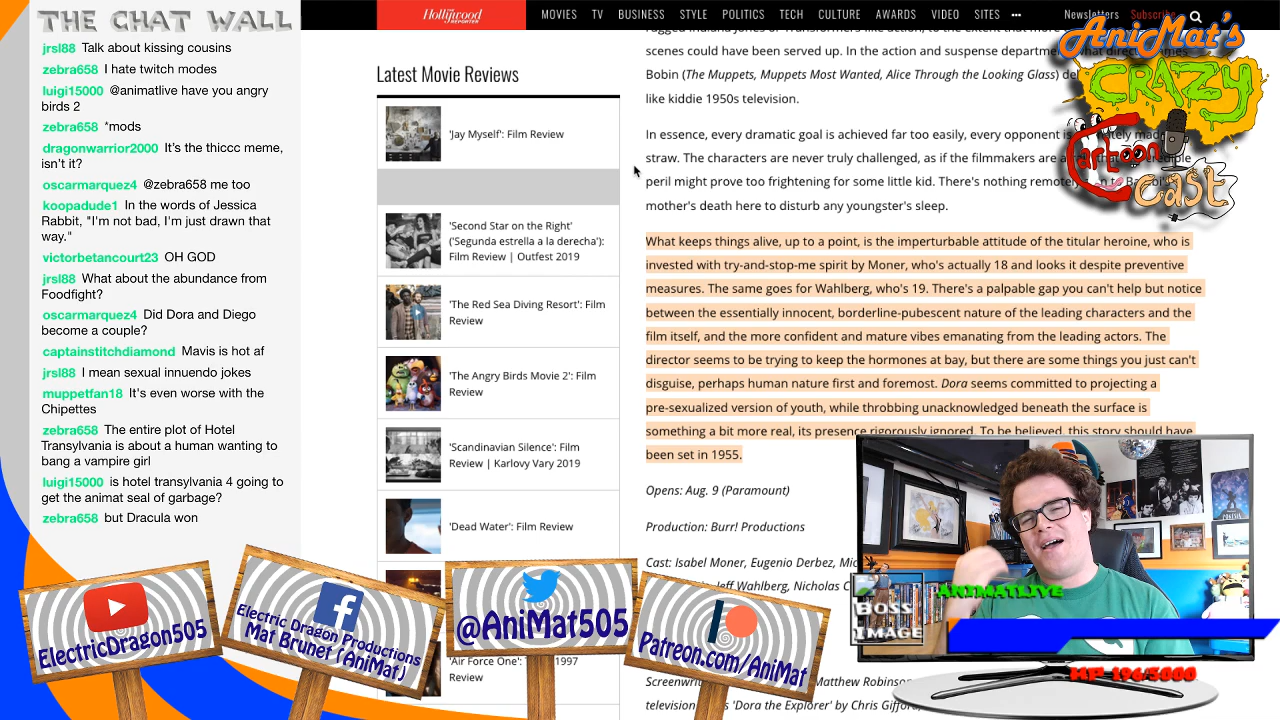 THE CHAT WALL
jrsl88 Talk about kissing cousins
zebra658 I hate twitch modes
luigi15000 @animatlive have you angry
birds 2
zebra658 *mods
dragonwarrior2000 It's the thiccc meme,
isn't it?
oscarmarquez4 @zebra658 me too
koopadude1 In the words of Jessica
Rabbit, "I'm not bad, I'm just drawn that
way."
victorbetancourt23 OH GOD
jrsl88 What about the abundance from
Foodfight?
oscarmarquez4 Did Dora and Diego
become a couple?
captainstitchdiamond Mavis is hot af
jrsl88 I mean sexual innuendo jokes
muppetfan18 It's even worse with the
Chipettes
zebra658 The entire plot of Hotel
Transylvania is about a human wanting to
bang a vampire girl
luigi15000 is hotel transylvania 4 going to
get the animat seal of garbage?
zebra658 but Dracula won
The Hollywood REPORTER
MOVIES TV BUSINESS STYLE POLITICS TECH CULTURE AWARDS VIDEO SITES ••• Newsletters Subscribe
Latest Movie Reviews
'Jay Myself': Film Review
'Second Star on the Right'
('Segunda estrella a la derecha'):
Film Review | Outfest 2019
'The Red Sea Diving Resort': Film
Review
'The Angry Birds Movie 2': Film
Review
'Scandinavian Silence': Film
Review | Karlovy Vary 2019
'Dead Water': Film Review
'Air Force One': 1997
Review
scenes could have been served up. In the action and suspense department, what
Bobin (The Muppets, Muppets Most Wanted, Alice Through the Looking Glass)
like kiddie 1950s television.
In essence, every dramatic goal is achieved far too easily, every opponent is
straw. The characters are never truly challenged, as if the filmmakers are
peril might prove too frightening for some little kid. There's nothing
mother's death here to disturb any youngster's sleep.
What keeps things alive, up to a point, is the imperturbable attitude of the titular heroine, who is
invested with try-and-stop-me spirit by Moner, who's actually 18 and looks it despite preventive
measures. The same goes for Wahlberg, who's 19. There's a palpable gap you can't help but notice
between the essentially innocent, borderline-pubescent nature of the leading characters and the
film itself, and the more confident and mature vibes emanating from the leading actors. The
director seems to be trying to keep the hormones at bay, but there are some things you just can't
disguise, perhaps human nature first and foremost. Dora seems committed to projecting a
pre-sexualized version of youth, while throbbing unacknowledged beneath the surface is
something a bit more real, its presence rigorously ignored. To be believed, this story should have
been set in 1955.
Opens: Aug. 9 (Paramount)
Production: Burr! Productions
Cast: Isabel Moner, Eugenio Derbez,
Jeff Wahlberg, Nicholas
Matthew Robinson
'Dora the Explorer' by Chris
AniMat's
CRAZY
Cartoon
Cast
ANIMATLIVE
BOSS
IMAGE
HP 196/5000
ElectricDragon505
Electric Dragon Productions
Mat Brunet (AniMat)
@AniMat505
Patreon.com/AniMat